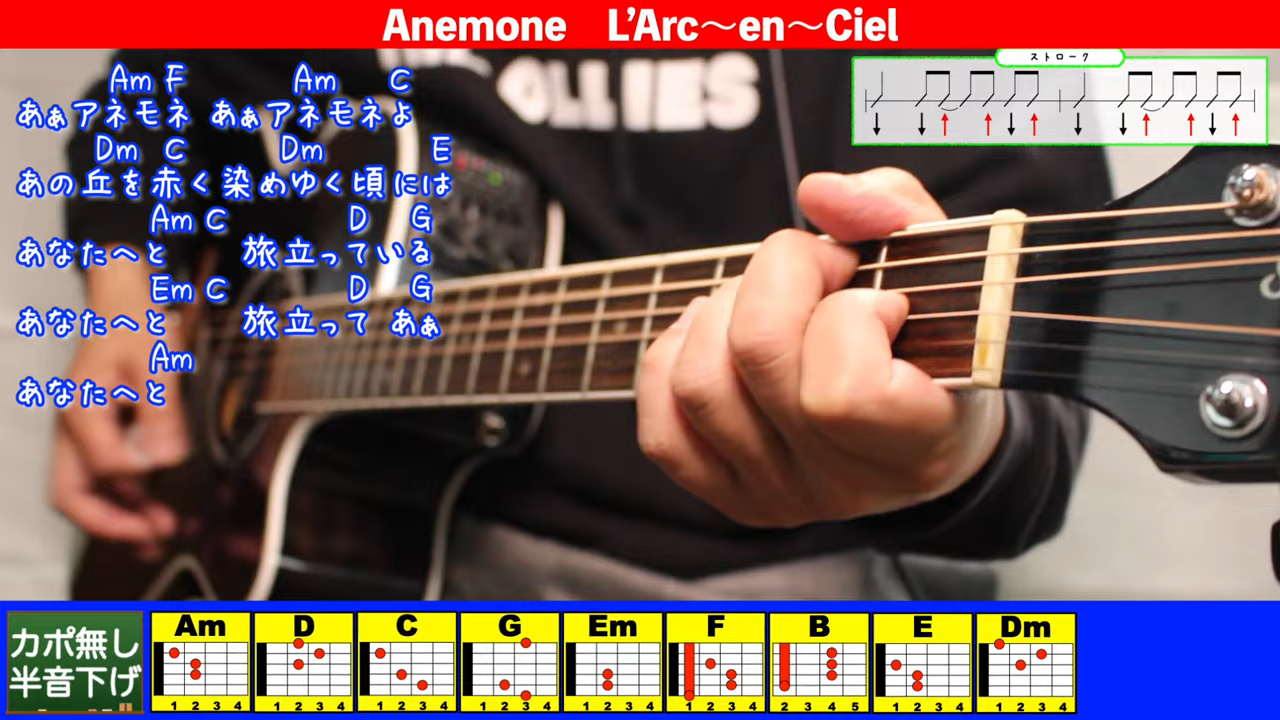 Anemone　L'Arc〜en〜Ciel
ストローク
Am F Am C
あぁアネモネ あぁアネモネよ
Dm C Dm E
あの丘を赤く染めゆく頃には
Am C D G
あなたへと 旅立っている
Em C D G
あなたへと 旅立って あぁ
Am
あなたへと
カポ無し
半音下げ
Am D C G Em F B E Dm
1 2 3 4 1 2 3 4 1 2 3 4 1 2 3 4 1 2 3 4 1 2 3 4 2 3 4 5 1 2 3 4 1 2 3 4